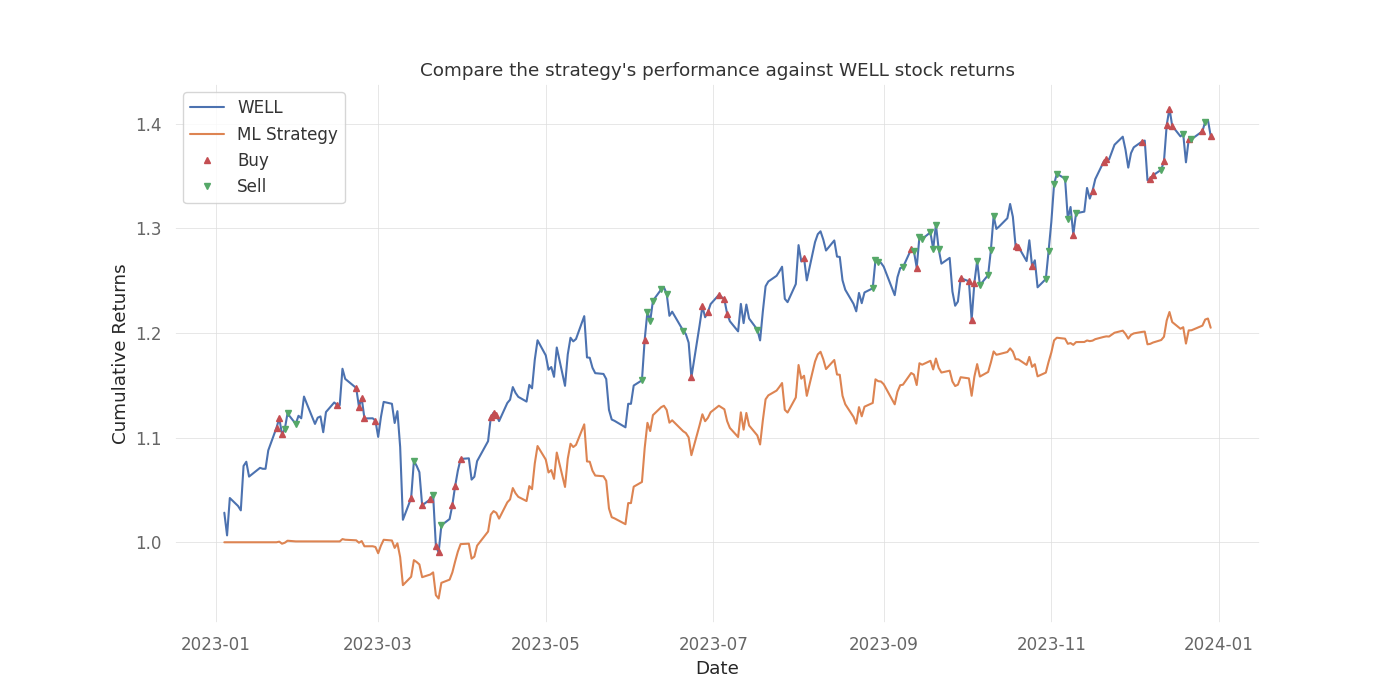 Compare the strategy's performance against WELL stock returns
WELL
ML Strategy
Buy
Sell
Cumulative Returns
1.4
1.3
1.2
1.1
1.0
2023-01 2023-03 2023-05 2023-07 2023-09 2023-11 2024-01
Date